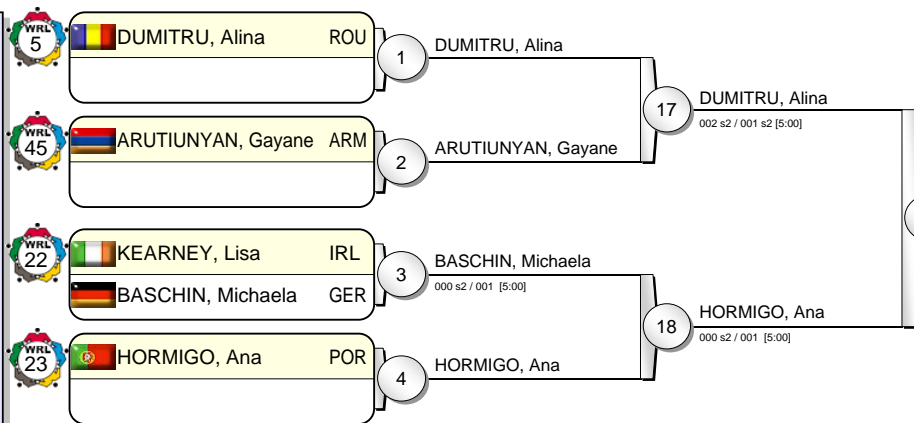 WRL
5
DUMITRU, Alina ROU
1
DUMITRU, Alina
WRL
45
ARUTIUNYAN, Gayane ARM
2
ARUTIUNYAN, Gayane
17
DUMITRU, Alina
002 s2 / 001 s2 [5:00]
WRL
22
KEARNEY, Lisa IRL
BASCHIN, Michaela GER
3
BASCHIN, Michaela
000 s2 / 001 [5:00]
WRL
23
HORMIGO, Ana POR
4
HORMIGO, Ana
18
HORMIGO, Ana
000 s2 / 001 [5:00]